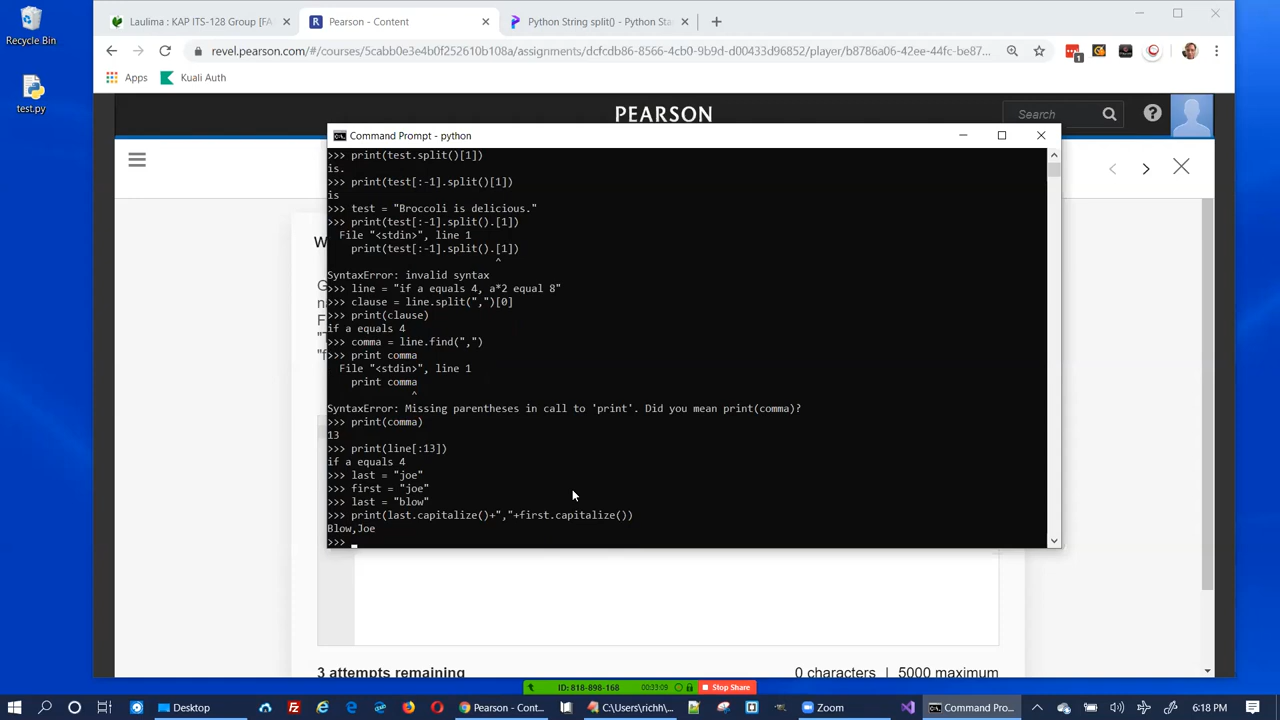 Recycle Bin
test.py
Laulima : KAP ITS-128 Group [FA
Pearson - Content
Python String split() - Python Sta
revel.pearson.com/#/courses/5cabb0e3e4b0f252610b108a/assignments/dcfcdb86-8566-4cb0-9b9d-d00433d96852/player/b8786a06-42ee-44fc-be87...
1
Apps
Kuali Auth
PEARSON
Search
Command Prompt - python
>>> print(test.split()[1])
is.
>>> print(test[:-1].split()[1])
is
>>> test = "Broccoli is delicious."
>>> print(test[:-1].split().[1])
File "<stdin>", line 1
print(test[:-1].split().[1])
^
SyntaxError: invalid syntax
>>> line = "if a equals 4, a*2 equal 8"
>>> clause = line.split(",")[0]
>>> print(clause)
if a equals 4
>>> comma = line.find(",")
>>> print comma
File "<stdin>", line 1
print comma
^
SyntaxError: Missing parentheses in call to 'print'. Did you mean print(comma)?
>>> print(comma)
13
>>> print(line[:13])
if a equals 4
>>> last = "joe"
>>> first = "joe"
>>> last = "blow"
>>> print(last.capitalize()+","+first.capitalize())
Blow,Joe
>>>
3 attempts remaining
0 characters | 5000 maximum
ID: 818-898-168
00:33:09
Stop Share
Desktop
Pearson - Cont...
C:\Users\richh\...
Zoom
Command Pro...
6:18 PM